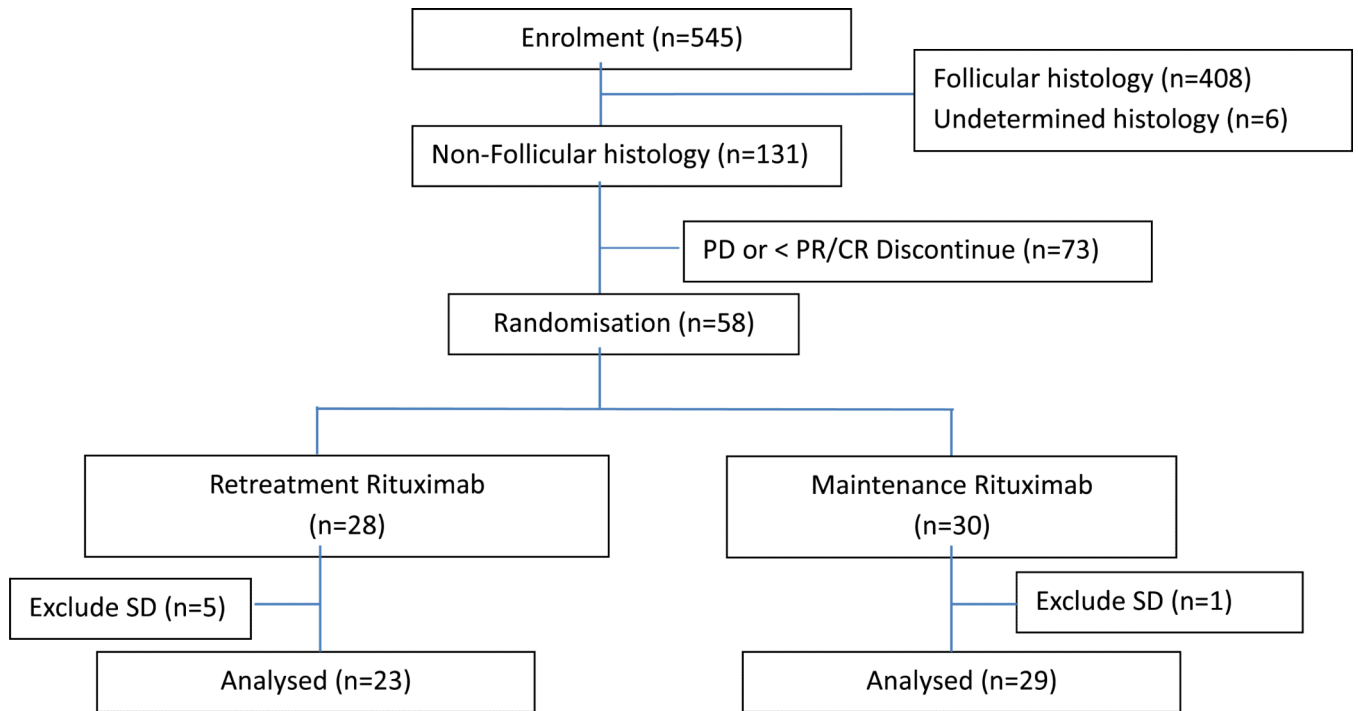 Enrolment (n=545)
Follicular histology (n=408)
Undetermined histology (n=6)
Non-Follicular histology (n=131)
PD or < PR/CR Discontinue (n=73)
Randomisation (n=58)
Retreatment Rituximab
(n=28)
Maintenance Rituximab
(n=30)
Exclude SD (n=5)
Exclude SD (n=1)
Analysed (n=23)
Analysed (n=29)